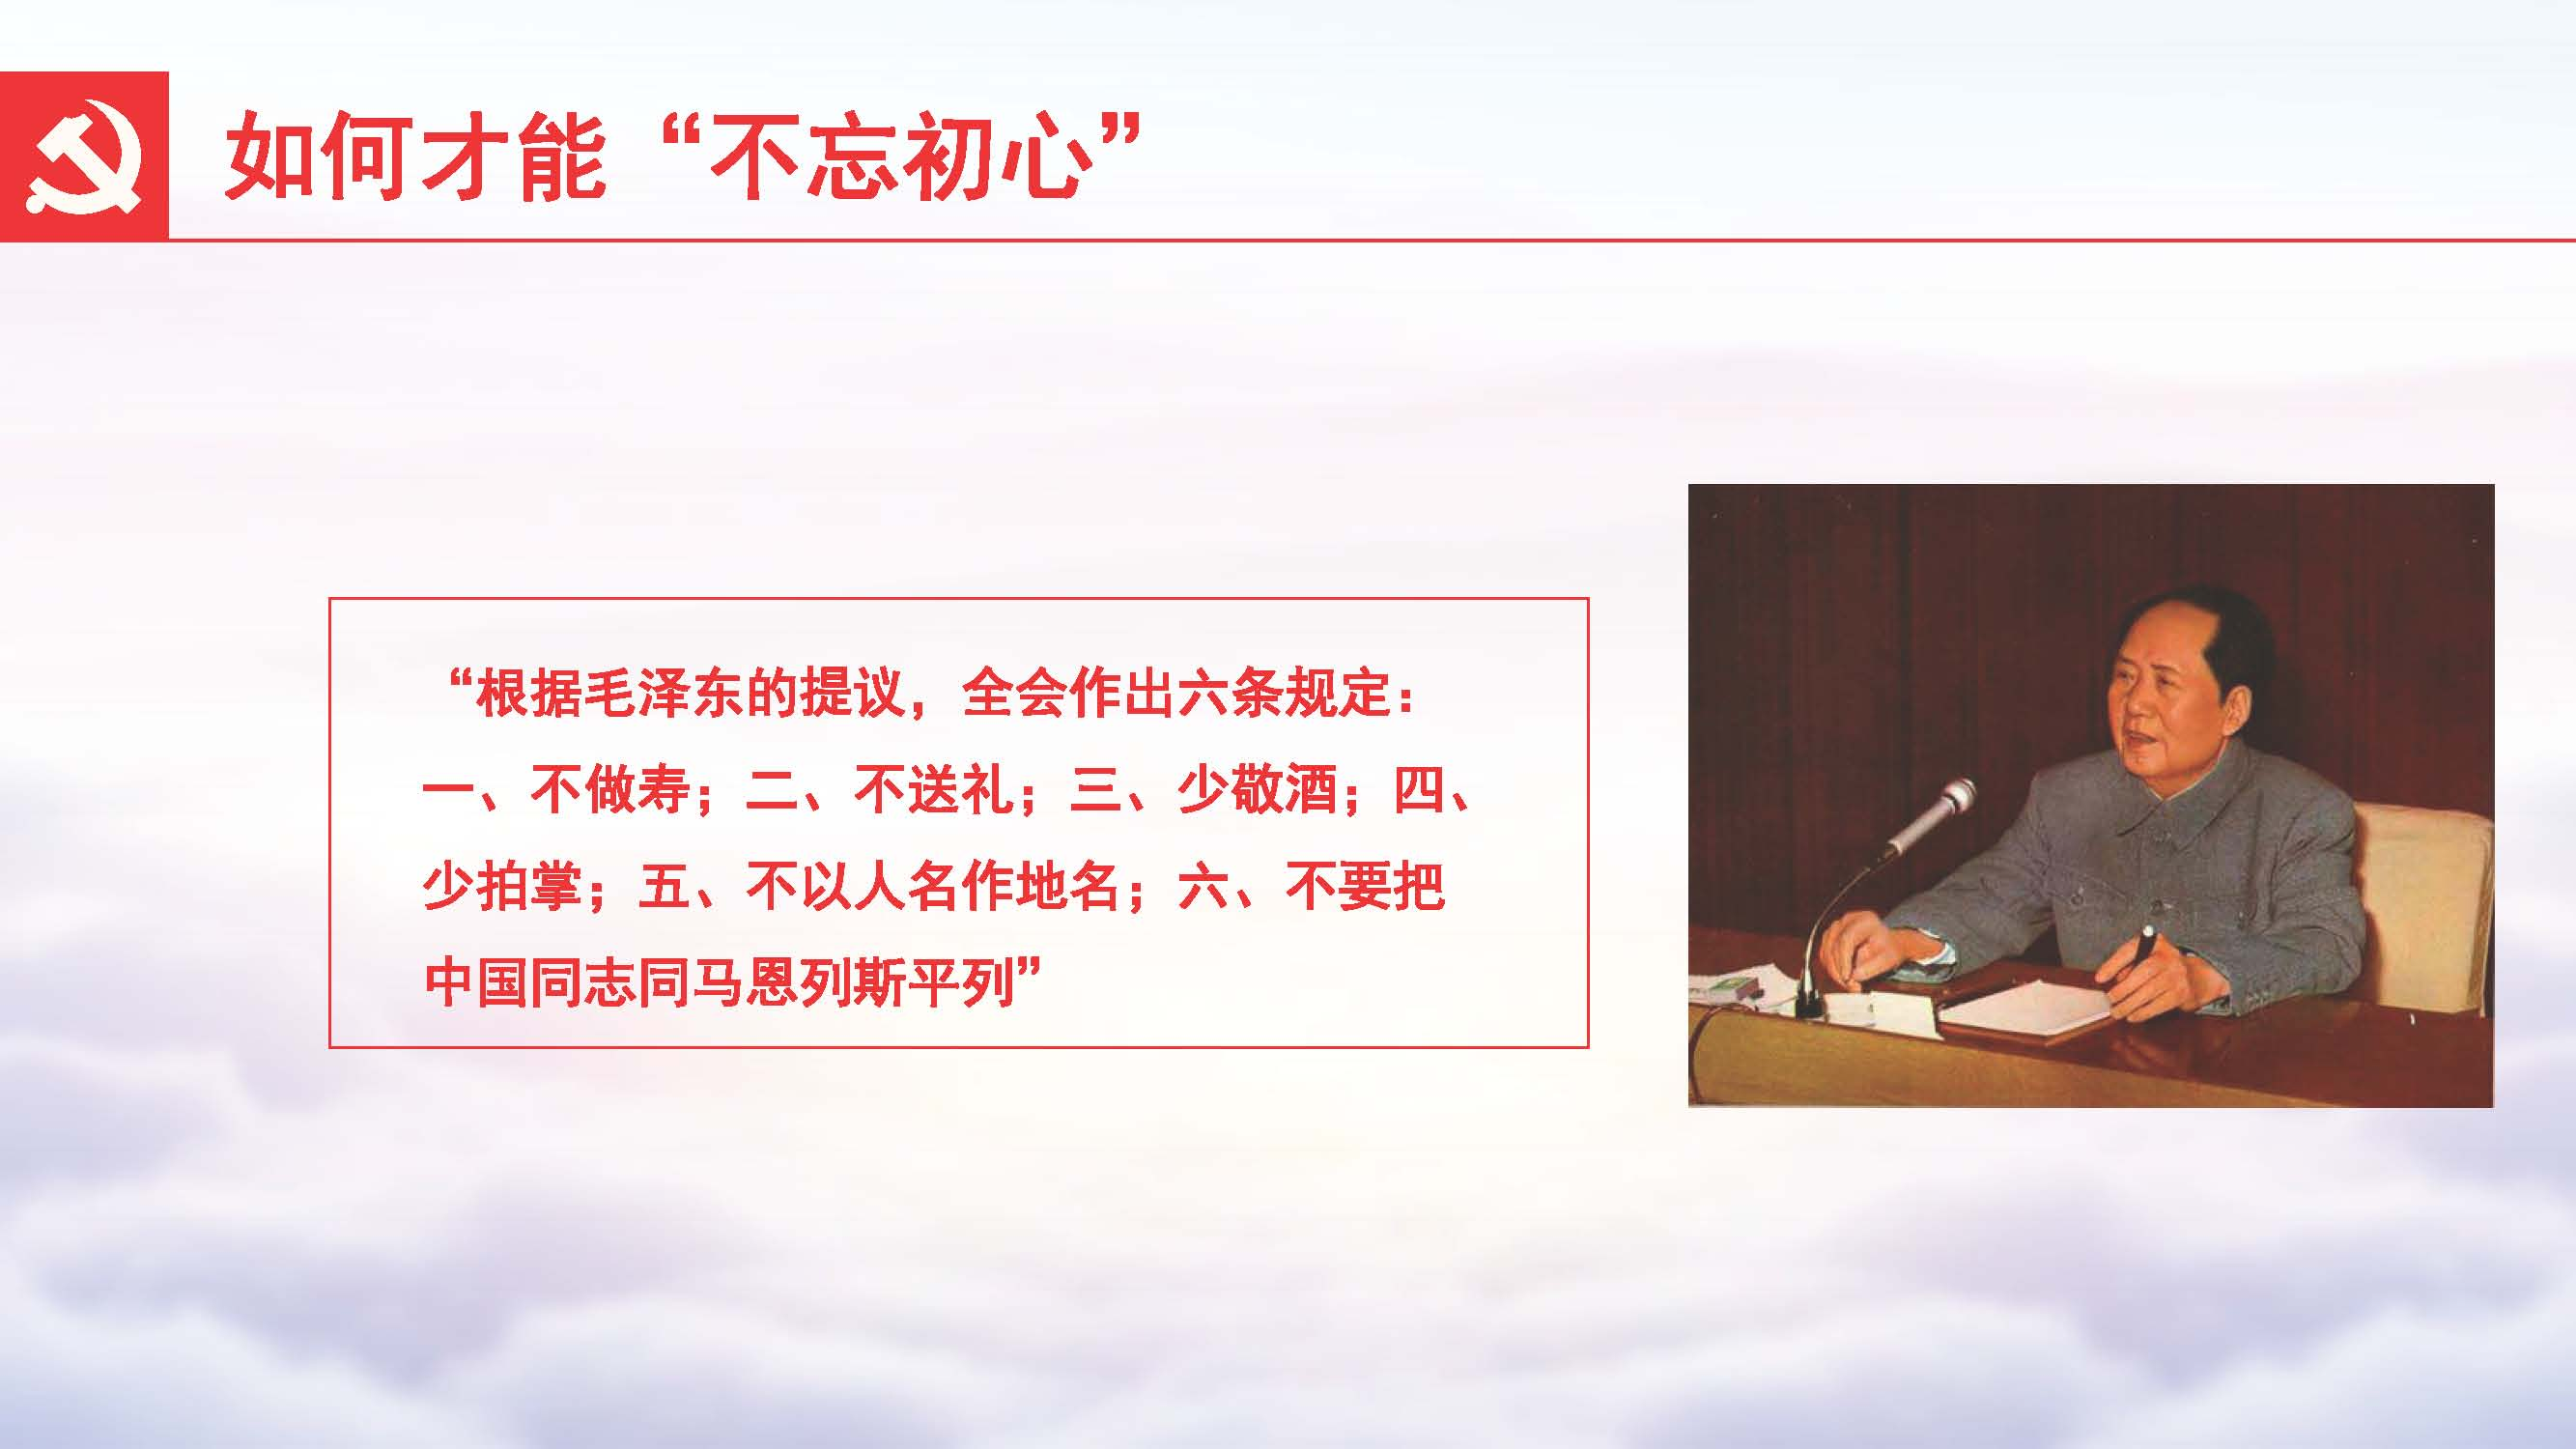 如何才能“不忘初心”
“根据毛泽东的提议，全会作出六条规定：
一、不做寿；二、不送礼；三、少敬酒；四、
少拍掌；五、不以人名作地名；六、不要把
中国同志同马恩列斯平列”